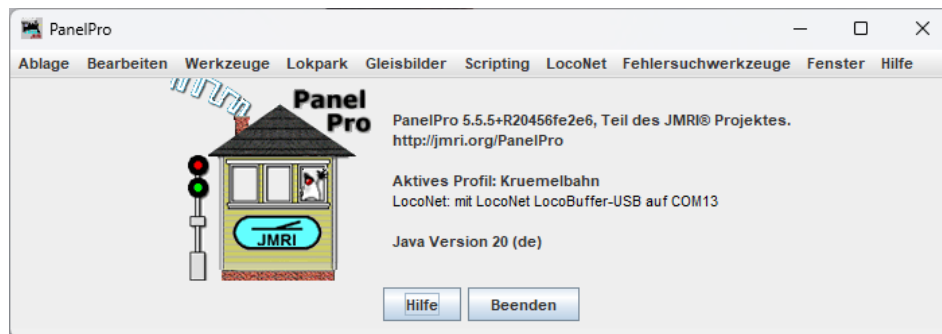 PanelPro
Ablage Bearbeiten Werkzeuge Lokpark Gleisbilder Scripting LocoNet Fehlersuchwerkzeuge Fenster Hilfe
Panel
Pro
JMRI
PanelPro 5.5.5+R20456fe2e6, Teil des JMRI® Projektes.
http://jmri.org/PanelPro
Aktives Profil: Kruemelbahn
LocoNet: mit LocoNet LocoBuffer-USB auf COM13
Java Version 20 (de)
Hilfe Beenden